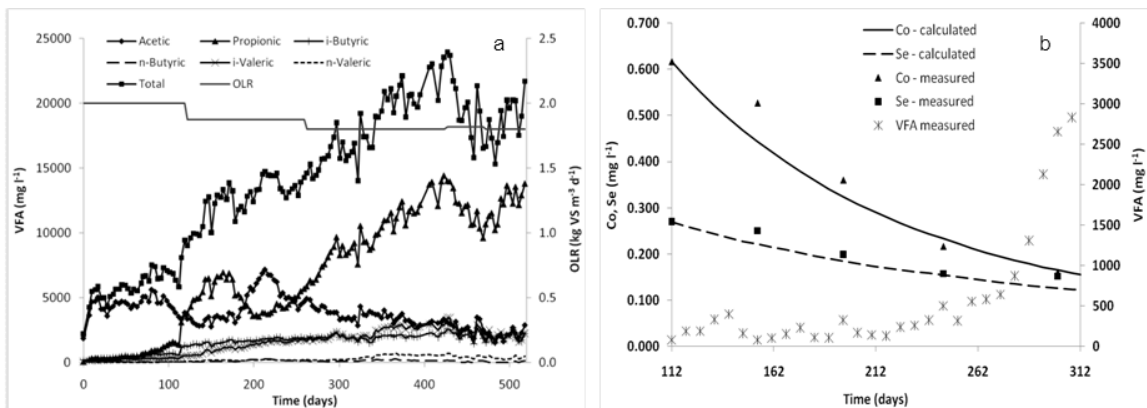 a
Acetic
Propionic
i-Butyric
n-Butyric
i-Valeric
n-Valeric
Total
OLR
25000
20000
15000
10000
5000
0
VFA (mg l⁻¹)
2.5
2.0
1.5
1.0
0.5
0.0
OLR (kg VS m⁻³ d⁻¹)
0 100 200 300 400 500
Time (days)
b
Co - calculated
Se - calculated
Co - measured
Se - measured
VFA measured
0.700
0.600
0.500
0.400
0.300
0.200
0.100
0.000
Co, Se (mg l⁻¹)
4000
3500
3000
2500
2000
1500
1000
500
0
VFA (mg l⁻¹)
112 162 212 262 312
Time (days)